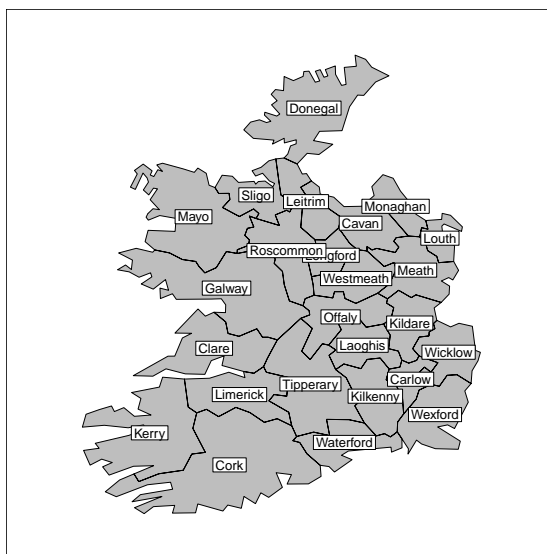 Donegal
Sligo
Leitrim
Monaghan
Mayo
Cavan
Louth
Roscommon
Longford
Meath
Westmeath
Galway
Offaly
Kildare
Clare
Laoghis
Wicklow
Carlow
Tipperary
Limerick
Kilkenny
Wexford
Kerry
Waterford
Cork